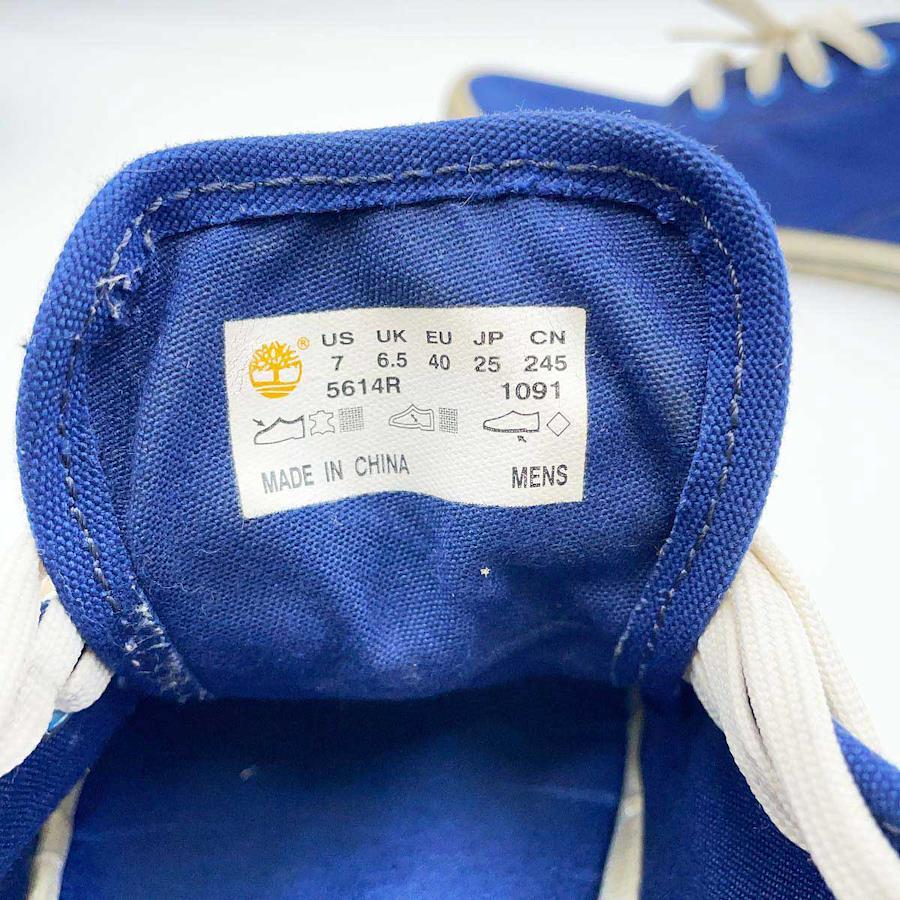 ® US UK EU JP CN
7 6.5 40 25 245
5614R 1091
MADE IN CHINA MENS